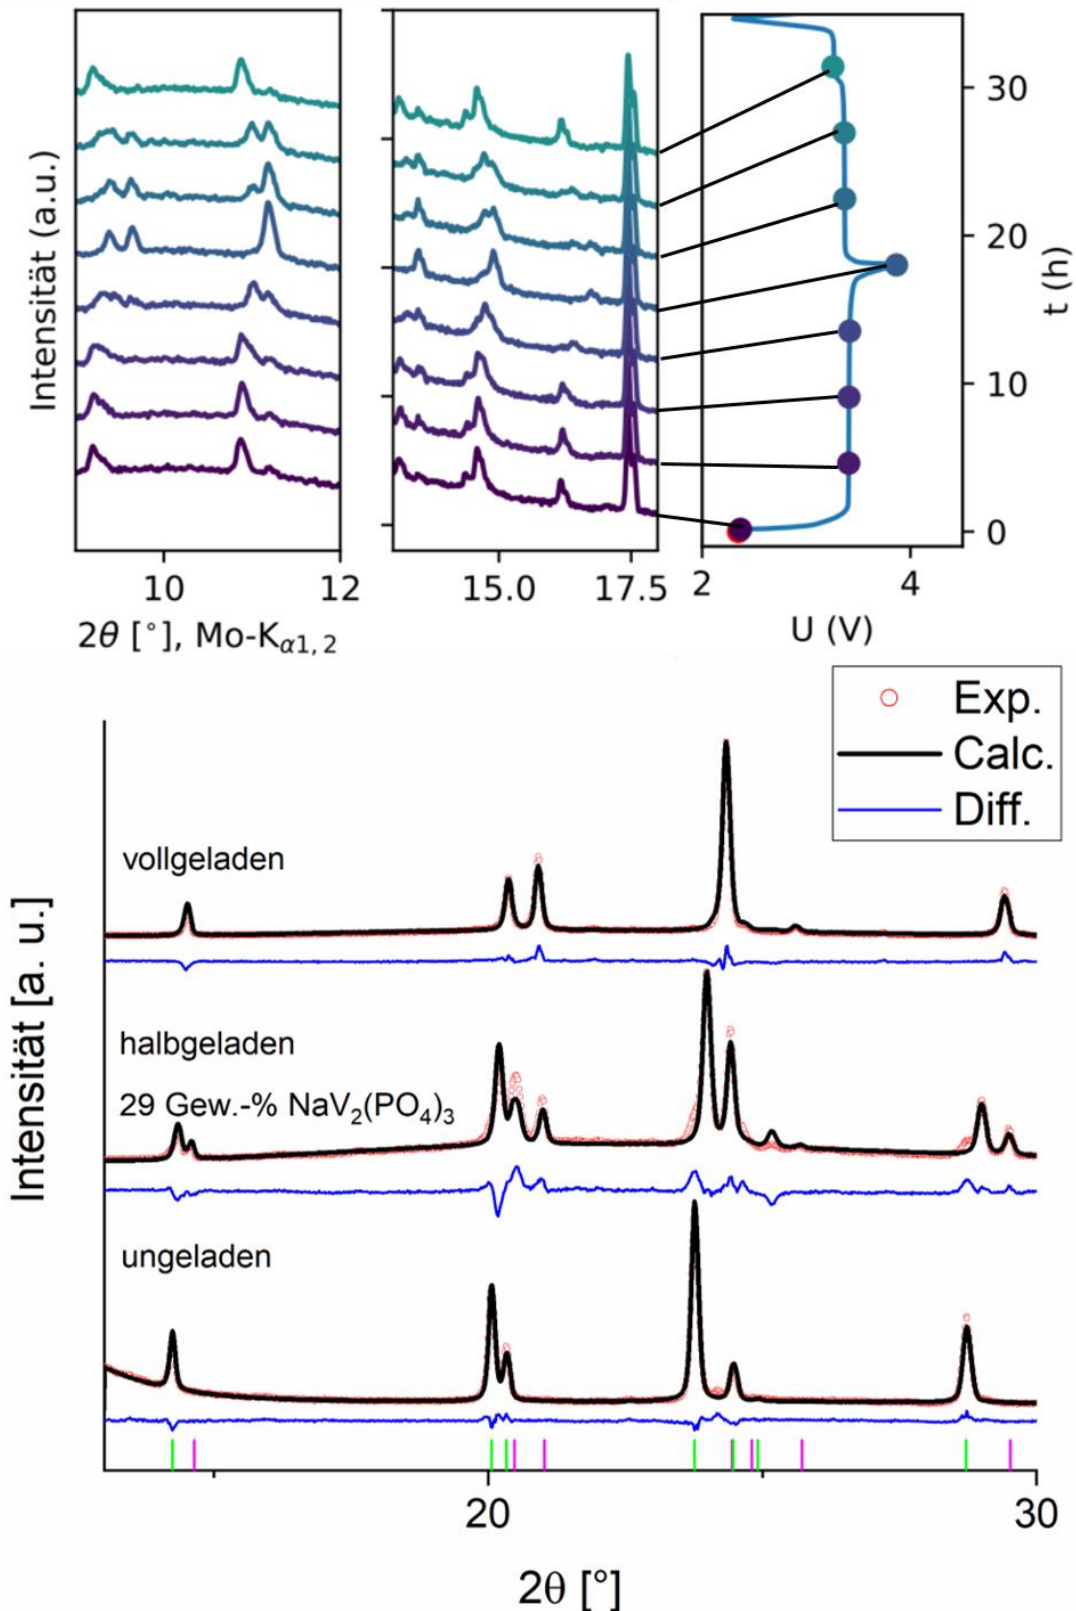 Intensität (a.u.)
10
12
2θ [°], Mo-Kα1,2
15.0
17.5
2
4
U (V)
0
10
20
30
t (h)
Exp.
Calc.
Diff.
vollgeladen
halbgeladen
29 Gew.-% NaV₂(PO₄)₃
ungeladen
Intensität [a. u.]
20
30
2θ [°]